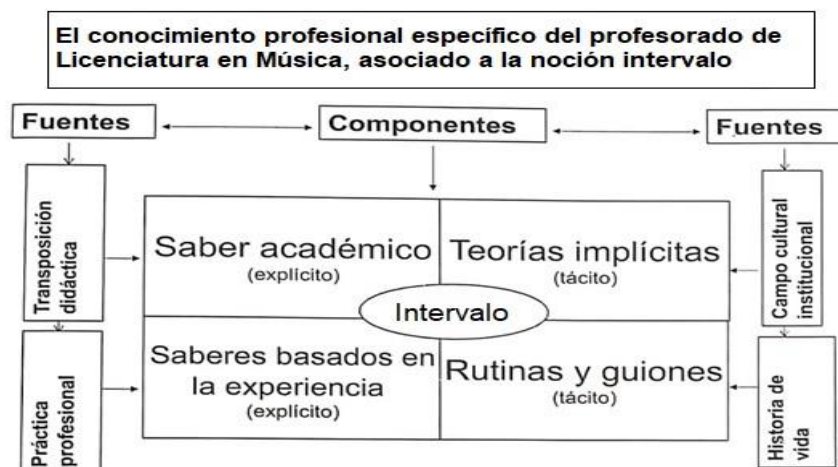 El conocimiento profesional específico del profesorado de
Licenciatura en Música, asociado a la noción intervalo
Fuentes
Componentes
Fuentes
Transposición
didáctica
Saber académico
(explícito)
Teorías implícitas
(tácito)
Campo cultural
institucional
Intervalo
Práctica
profesional
Saberes basados en
la experiencia
(explícito)
Rutinas y guiones
(tácito)
Historia de
vida